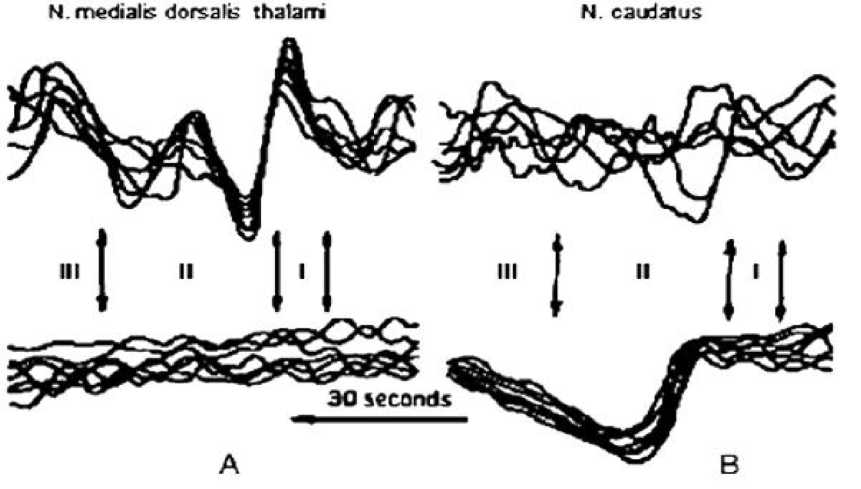 N. medialis dorsalis thalami
N. caudatus
III II I
III II I
30 seconds
A
B